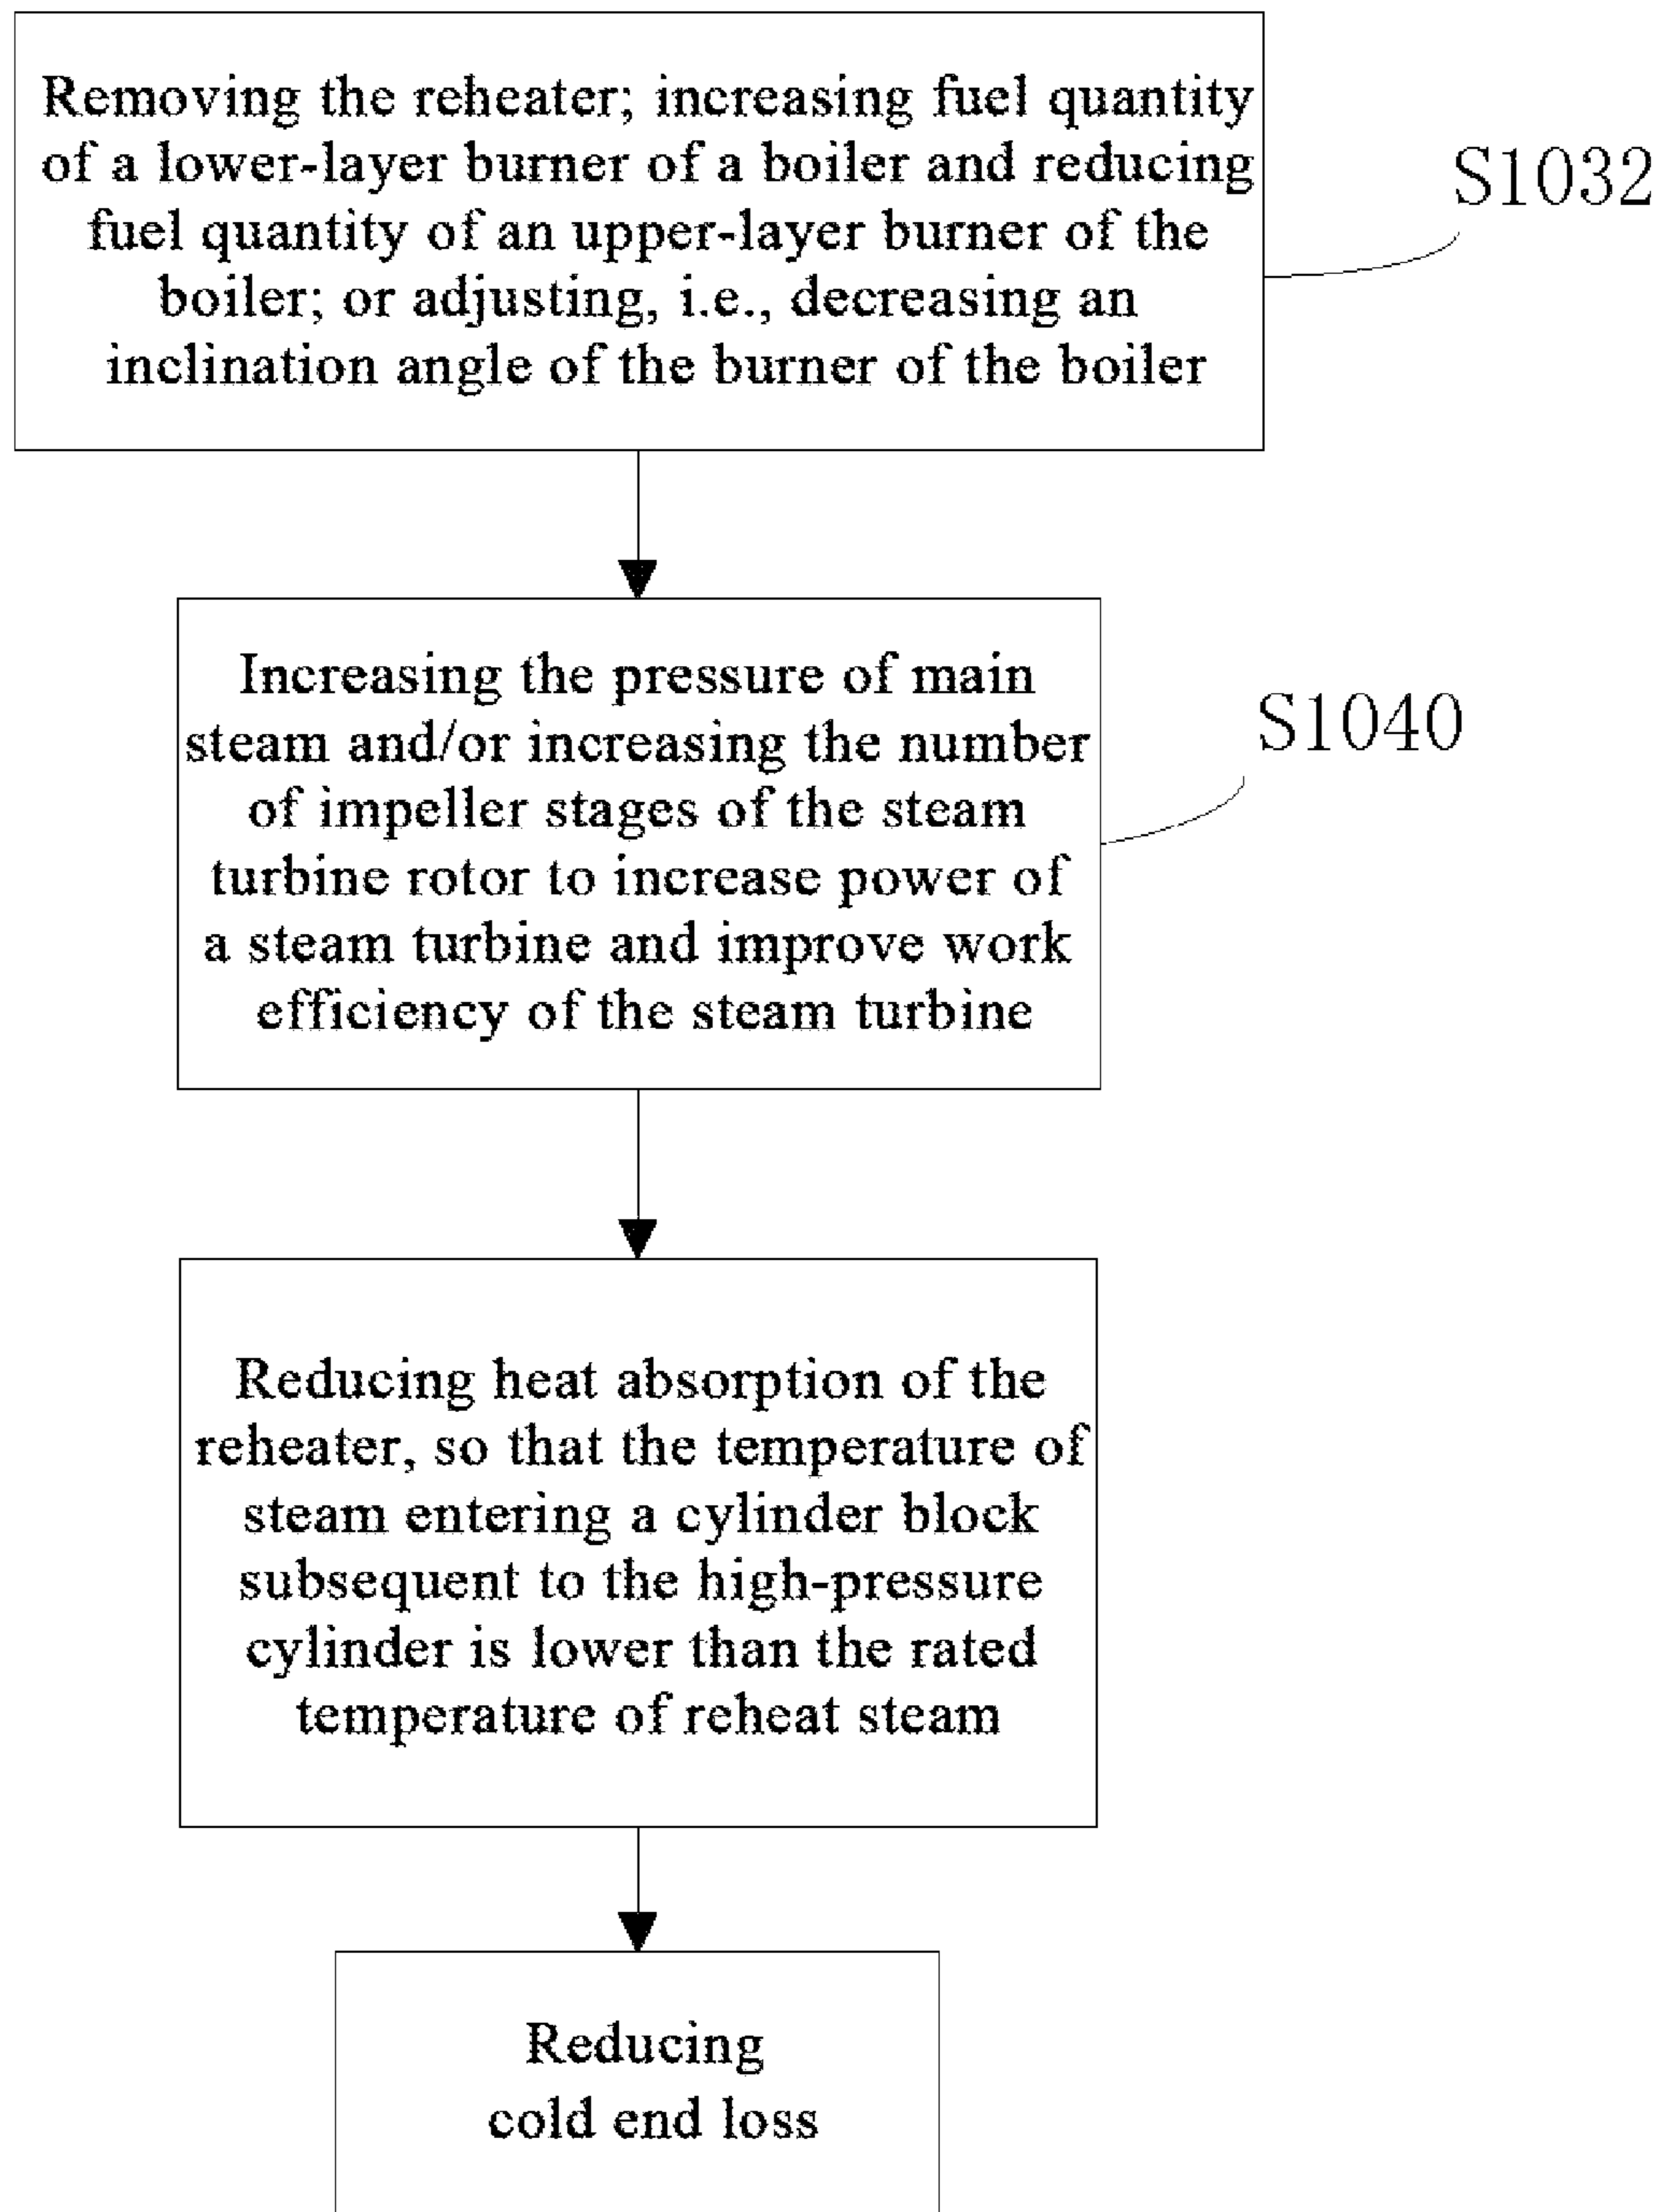 Removing the reheater; increasing fuel quantity
of a lower-layer burner of a boiler and reducing
fuel quantity of an upper-layer burner of the
boiler; or adjusting, i.e., decreasing an
inclination angle of the burner of the boiler
S1032
Increasing the pressure of main
steam and/or increasing the number
of impeller stages of the steam
turbine rotor to increase power of
a steam turbine and improve work
efficiency of the steam turbine
S1040
Reducing heat absorption of the
reheater, so that the temperature of
steam entering a cylinder block
subsequent to the high-pressure
cylinder is lower than the rated
temperature of reheat steam
Reducing
cold end loss